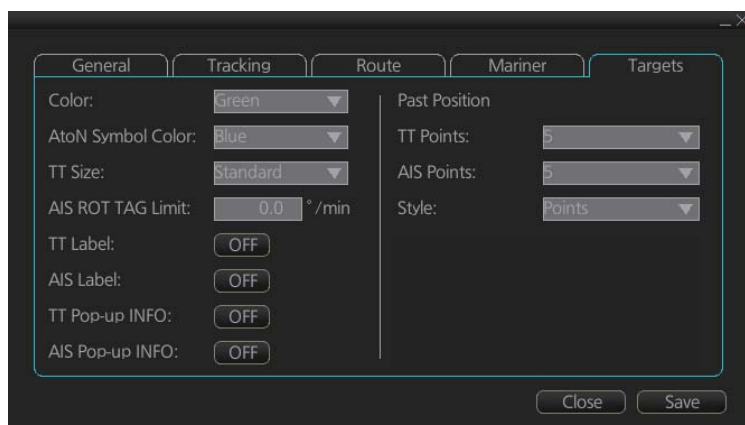 General Tracking Route Mariner Targets
Color: Green
AtoN Symbol Color: Blue
TT Size: Standard
AIS ROT TAG Limit: 0.0 °/min
TT Label: OFF
AIS Label: OFF
TT Pop-up INFO: OFF
AIS Pop-up INFO: OFF
Past Position
TT Points: 5
AIS Points: 5
Style: Points
Close Save